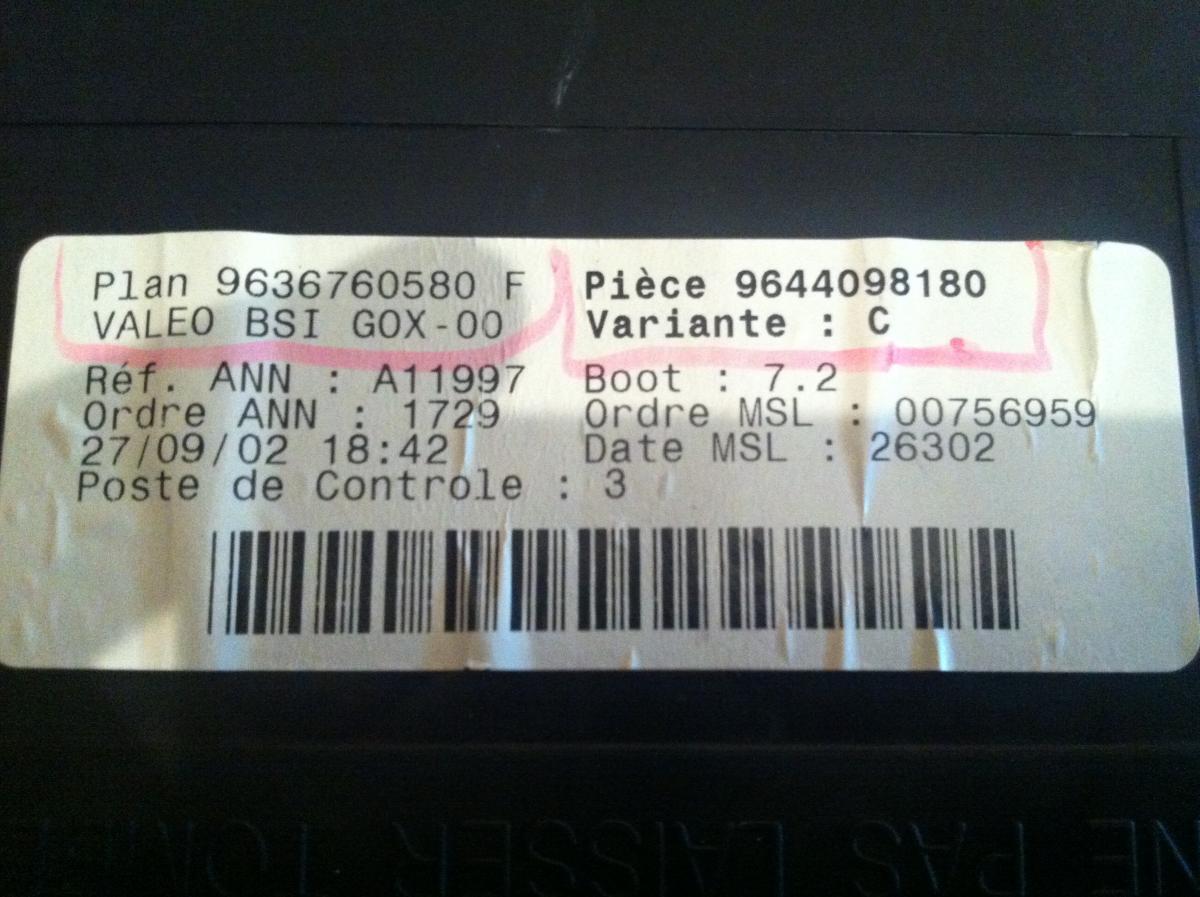 Plan 9636760580 F
VALEO BSI GOX-00
Pièce 9644098180
Variante : C
Réf. ANN : A11997
Ordre ANN : 1729
27/09/02 18:42
Poste de Controle : 3
Boot : 7.2
Ordre MSL : 00756959
Date MSL : 26302
NE PAS LAISSER